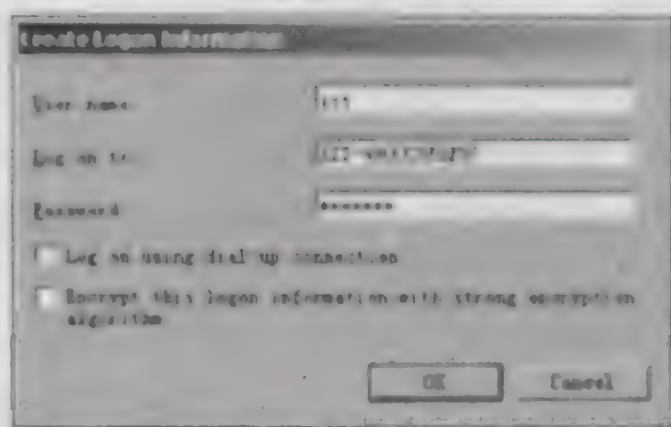 Create Logon Information
User name
Log on to
Password
*******
Log on using dial up connection
Encrypt this logon information with strong encryption
algorithm
OK
Cancel